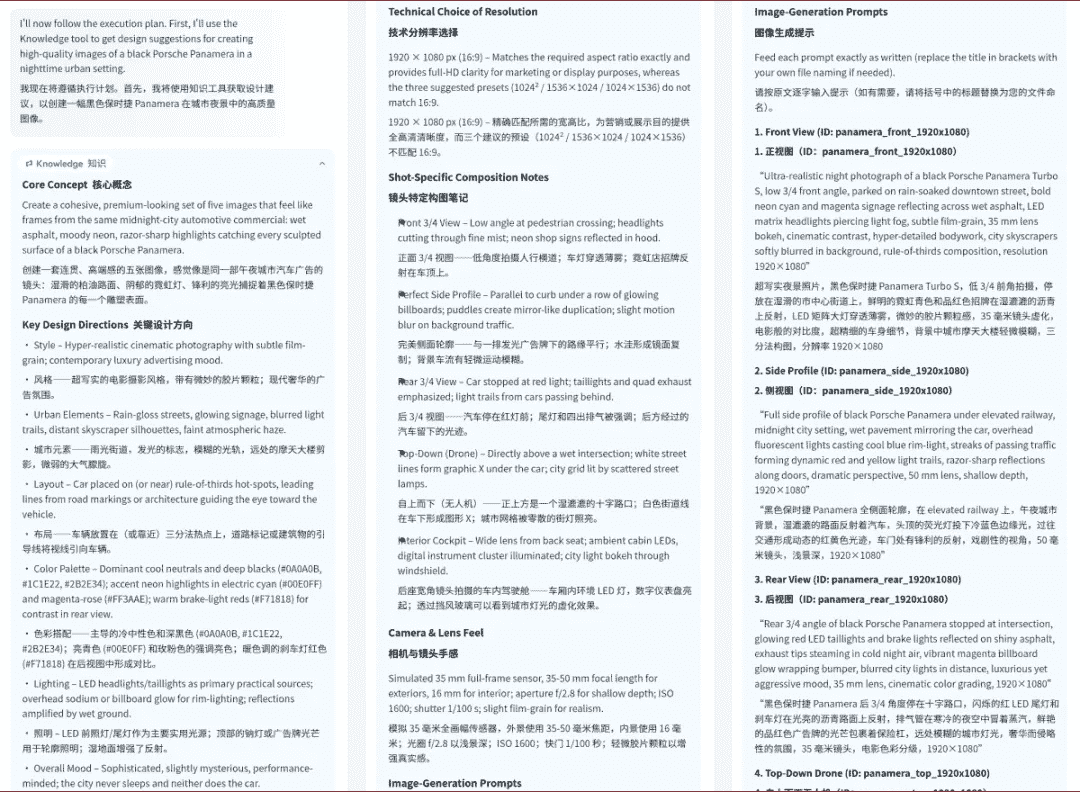 I'll now follow the execution plan. First, I'll use the
Knowledge tool to get design suggestions for creating
high-quality images of a black Porsche Panamera in a
nighttime urban setting.
我现在将遵循执行计划。首先，我将使用知识工具获取设计建
议，以创建一幅黑色保时捷 Panamera 在城市夜景中的高质量
图像。
Knowledge 知识
Core Concept 核心概念
Create a cohesive, premium-looking set of five images that feel like
frames from the same midnight-city automotive commercial: wet
asphalt, moody neon, razor-sharp highlights catching every sculpted
surface of a black Porsche Panamera.
创建一套连贯、高端感的五张图像，感觉像是同一部午夜城市汽车广告的
镜头：湿滑的柏油路面、阴郁的霓虹灯、锋利的亮光捕捉着黑色保时捷
Panamera 的每一个雕塑表面。
Key Design Directions 关键设计方向
• Style – Hyper-realistic cinematic photography with subtle film-
grain; contemporary luxury advertising mood.
• 风格——超写实的电影摄影风格，带有微妙的胶片颗粒；现代奢华的广
告氛围。
• Urban Elements – Rain-gloss streets, glowing signage, blurred light
trails, distant skyscraper silhouettes, faint atmospheric haze.
• 城市元素——雨光街道，发光的标志，模糊的光轨，远处的摩天大楼剪
影，微弱的大气朦胧。
• Layout – Car placed on (or near) rule-of-thirds hot-spots, leading
lines from road markings or architecture guiding the eye toward the
vehicle.
• 布局——车辆放置在（或靠近）三分法热点上，道路标记或建筑物的引
导线将视线引向车辆。
• Color Palette – Dominant cool neutrals and deep blacks (#0A0A0B,
#1C1E22, #2B2E34); accent neon highlights in electric cyan (#00E0FF)
and magenta-rose (#FF3AAE); warm brake-light reds (#F71818) for
contrast in rear view.
• 色彩搭配——主导的冷中性色和深黑色 (#0A0A0B, #1C1E22,
#2B2E34)；亮青色 (#00E0FF) 和玫粉色的强调亮色；暖色调的刹车灯红色
(#F71818) 在后视图中形成对比。
• Lighting – LED headlights/taillights as primary practical sources;
overhead sodium or billboard glow for rim-lighting; reflections
amplified by wet ground.
• 照明——LED 前照灯/尾灯作为主要实用光源；顶部的钠灯或广告牌光芒
用于轮廓照明；湿地面增强了反射。
• Overall Mood – Sophisticated, slightly mysterious, performance-
minded; the city never sleeps and neither does the car.
Technical Choice of Resolution
技术分辨率选择
1920 × 1080 px (16:9) – Matches the required aspect ratio exactly and
provides full-HD clarity for marketing or display purposes, whereas
the three suggested presets (1024² / 1536×1024 / 1024×1536) do not
match 16:9.
1920 × 1080 px (16:9) – 精确匹配所需的宽高比，为营销或展示目的提供
全高清清晰度，而三个建议的预设（1024² / 1536×1024 / 1024×1536）
不匹配 16:9。
Shot-Specific Composition Notes
镜头特定构图笔记
Front 3/4 View – Low angle at pedestrian crossing; headlights
cutting through fine mist; neon shop signs reflected in hood.
正面 3/4 视图——低角度拍摄人行横道；车灯穿透薄雾；霓虹店招牌反
射在车顶上。
Perfect Side Profile – Parallel to curb under a row of glowing
billboards; puddles create mirror-like duplication; slight motion
blur on background traffic.
完美侧面轮廓——与一排发光广告牌下的路缘平行；水洼形成镜面复
制；背景车流有轻微运动模糊。
Rear 3/4 View – Car stopped at red light; taillights and quad exhaust
emphasized; light trails from cars passing behind.
后 3/4 视图——汽车停在红灯前；尾灯和四出排气被强调；后方经过的
汽车留下的光迹。
Top-Down (Drone) – Directly above a wet intersection; white street
lines form graphic X under the car; city grid lit by scattered street
lamps.
自上而下（无人机）——正上方是一个湿漉漉的十字路口；白色街道线
在车下形成图形 X；城市网格被零散的街灯照亮。
Interior Cockpit – Wide lens from back seat; ambient cabin LEDs,
digital instrument cluster illuminated; city light bokeh through
windshield.
后座宽角镜头拍摄的车内驾驶舱——车厢内环境 LED 灯，数字仪表盘亮
起；透过挡风玻璃可以看到城市灯光的虚化效果。
Camera & Lens Feel
相机与镜头手感
Simulated 35 mm full-frame sensor, 35-50 mm focal length for
exteriors, 16 mm for interior; aperture f/2.8 for shallow depth; ISO
1600; shutter 1/100 s; slight film-grain for realism.
模拟 35 毫米全画幅传感器，外景使用 35-50 毫米焦距，内景使用 16 毫
米；光圈 f/2.8 以浅景深；ISO 1600；快门 1/100 秒；轻微胶片颗粒以增
强真实感。
Image-Generation Prompts
Image-Generation Prompts
图像生成提示
Feed each prompt exactly as written (replace the title in brackets with
your own file naming if needed).
请按原文逐字输入提示（如有需要，请将括号中的标题替换为您的文件命
名）。
1. Front View (ID: panamera_front_1920x1080)
1. 正视图（ID：panamera_front_1920x1080）
"Ultra-realistic night photograph of a black Porsche Panamera Turbo
S, low 3/4 front angle, parked on rain-soaked downtown street, bold
neon cyan and magenta signage reflecting across wet asphalt, LED
matrix headlights piercing light fog, subtle film-grain, 35 mm lens
bokeh, cinematic contrast, hyper-detailed bodywork, city skyscrapers
softly blurred in background, rule-of-thirds composition, resolution
1920×1080"
超写实夜景照片，黑色保时捷 Panamera Turbo S，低 3/4 前角拍摄，停
放在湿滑的市中心街道上，鲜明的霓虹青色和品红色招牌在湿漉漉的沥青
上反射，LED 矩阵大灯穿透薄雾，微妙的胶片颗粒感，35 毫米镜头虚化，
电影般的对比度，超精细的车身细节，背景中城市摩天大楼轻微模糊，三
分法构图，分辨率 1920×1080
2. Side Profile (ID: panamera_side_1920x1080)
2. 侧视图（ID：panamera_side_1920x1080）
"Full side profile of black Porsche Panamera under elevated railway,
midnight city setting, wet pavement mirroring the car, overhead
fluorescent lights casting cool blue rim-light, streaks of passing traffic
forming dynamic red and yellow light trails, razor-sharp reflections
along doors, dramatic perspective, 50 mm lens, shallow depth,
1920×1080"
"黑色保时捷 Panamera 全侧面轮廓，在 elevated railway 上，午夜城市
背景，湿漉漉的路面反射着汽车，头顶的荧光灯投下冷蓝色边缘光，过往
交通形成动态的红黄色光迹，车门处有锋利的反射，戏剧性的视角，50 毫
米镜头，浅景深，1920×1080"
3. Rear View (ID: panamera_rear_1920x1080)
3. 后视图（ID: panamera_rear_1920x1080）
"Rear 3/4 angle of black Porsche Panamera stopped at intersection,
glowing red LED taillights and brake lights reflected on shiny asphalt,
exhaust tips steaming in cold night air, vibrant magenta billboard
glow wrapping bumper, blurred city lights in distance, luxurious yet
aggressive mood, 35 mm lens, cinematic color grading, 1920×1080"
"黑色保时捷 Panamera 后 3/4 角度停在十字路口，闪烁的红 LED 尾灯和
刹车灯在光亮的沥青路面上反射，排气管在寒冷的夜空中冒着蒸汽，鲜艳
的品红色广告牌的光芒包裹着保险杠，远处模糊的城市灯光，奢华而侵略
性的氛围，35 毫米镜头，电影色彩分级，1920×1080"
4. Top-Down Drone (ID: panamera_top_1920x1080)